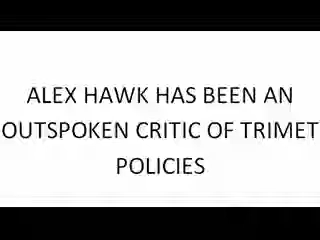 ALEX HAWK HAS BEEN AN
OUTSPOKEN CRITIC OF TRIMET
POLICIES